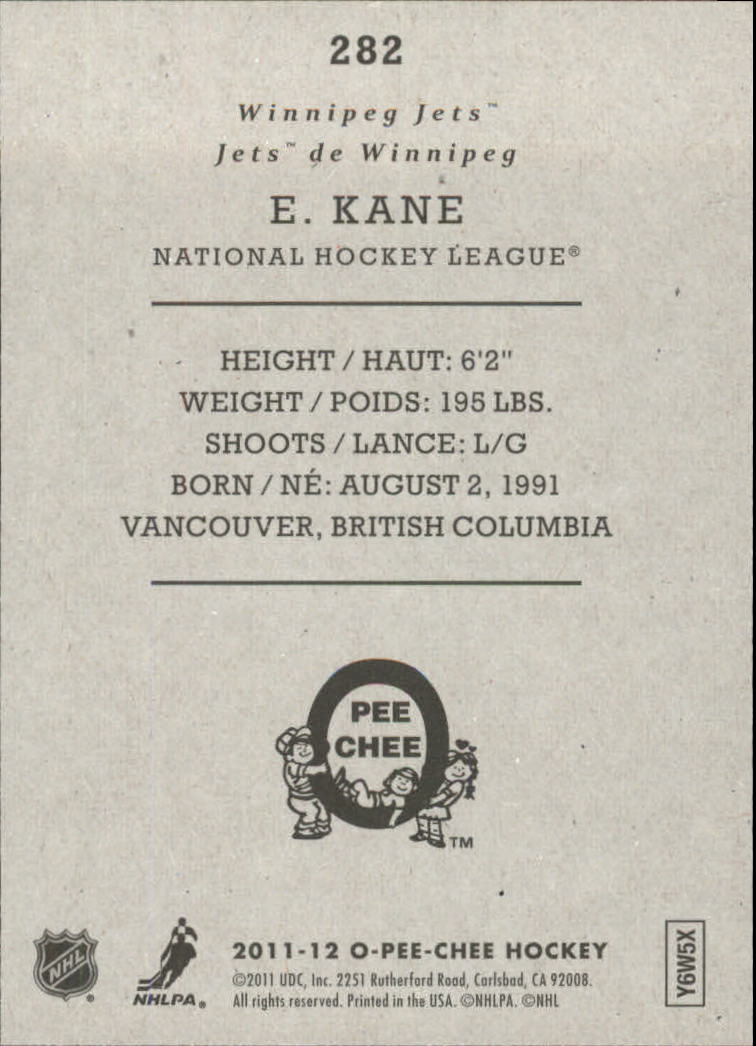 282
Winnipeg Jets™
Jets™ de Winnipeg
E. KANE
NATIONAL HOCKEY LEAGUE®
HEIGHT / HAUT: 6'2"
WEIGHT / POIDS: 195 LBS.
SHOOTS / LANCE: L/G
BORN / NÉ: AUGUST 2, 1991
VANCOUVER, BRITISH COLUMBIA
O
PEE
CHEE
TM
NHL®
NHLPA®
2011-12 O-PEE-CHEE HOCKEY
©2011 UDC, Inc. 2251 Rutherford Road, Carlsbad, CA 92008.
All rights reserved. Printed in the USA. ©NHLPA. ©NHL
Y6W5X